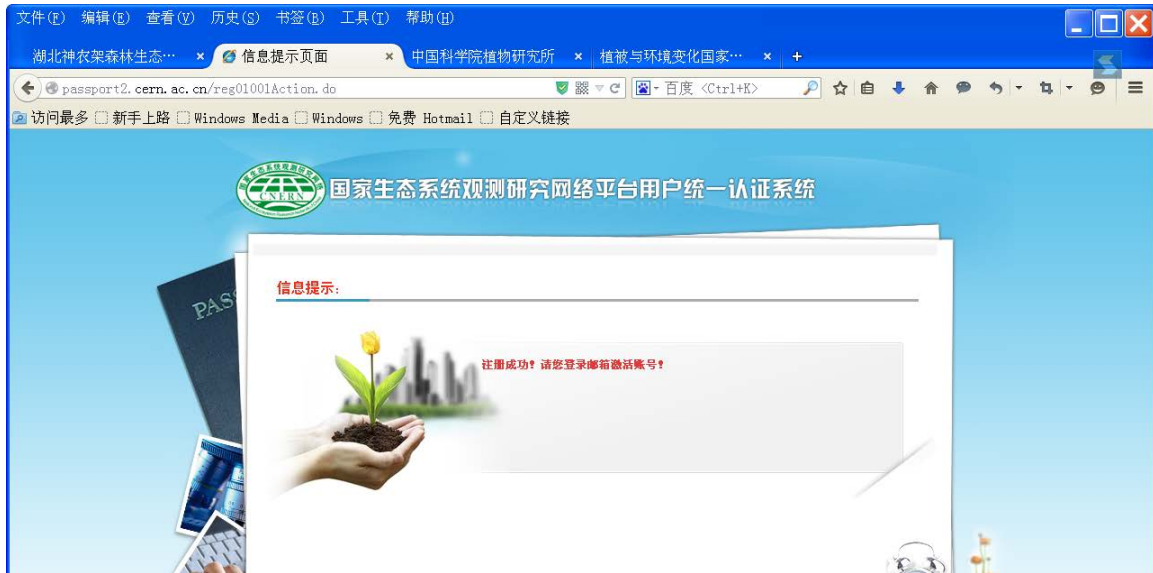 文件(F) 编辑(E) 查看(V) 历史(S) 书签(B) 工具(T) 帮助(H)
湖北神农架森林生态… × 信息提示页面 × 中国科学院植物研究所 × 植被与环境变化国家… × +
passport2.cern.ac.cn/reg01001Action.do 百度 <Ctrl+K>
访问最多 新手上路 Windows Media Windows 免费 Hotmail 自定义链接
CNERN
国家生态系统观测研究网络平台用户统一认证系统
信息提示:
PAS
注册成功! 请您登录邮箱激活账号!